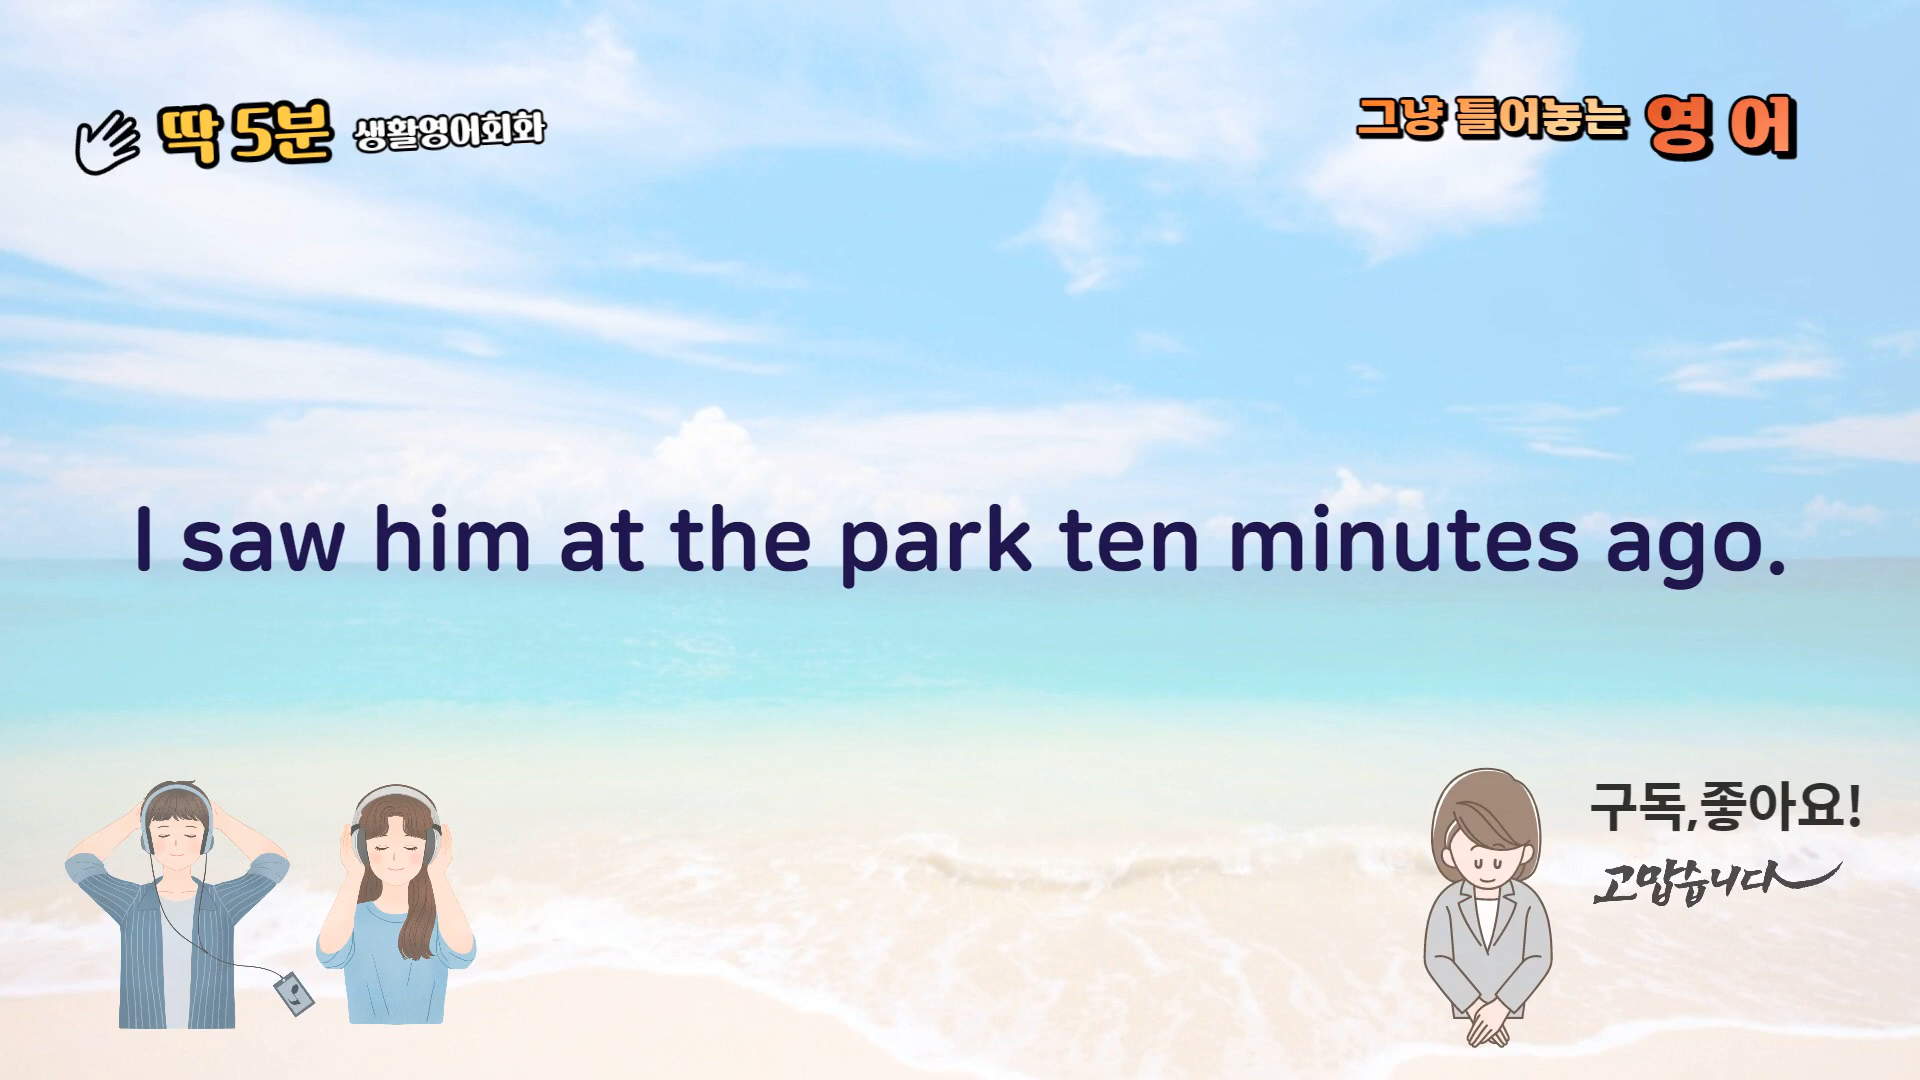 딱 5분 생활영어회화
그냥 틀어놓는 영어
I saw him at the park ten minutes ago.
구독,좋아요!
고맙습니다